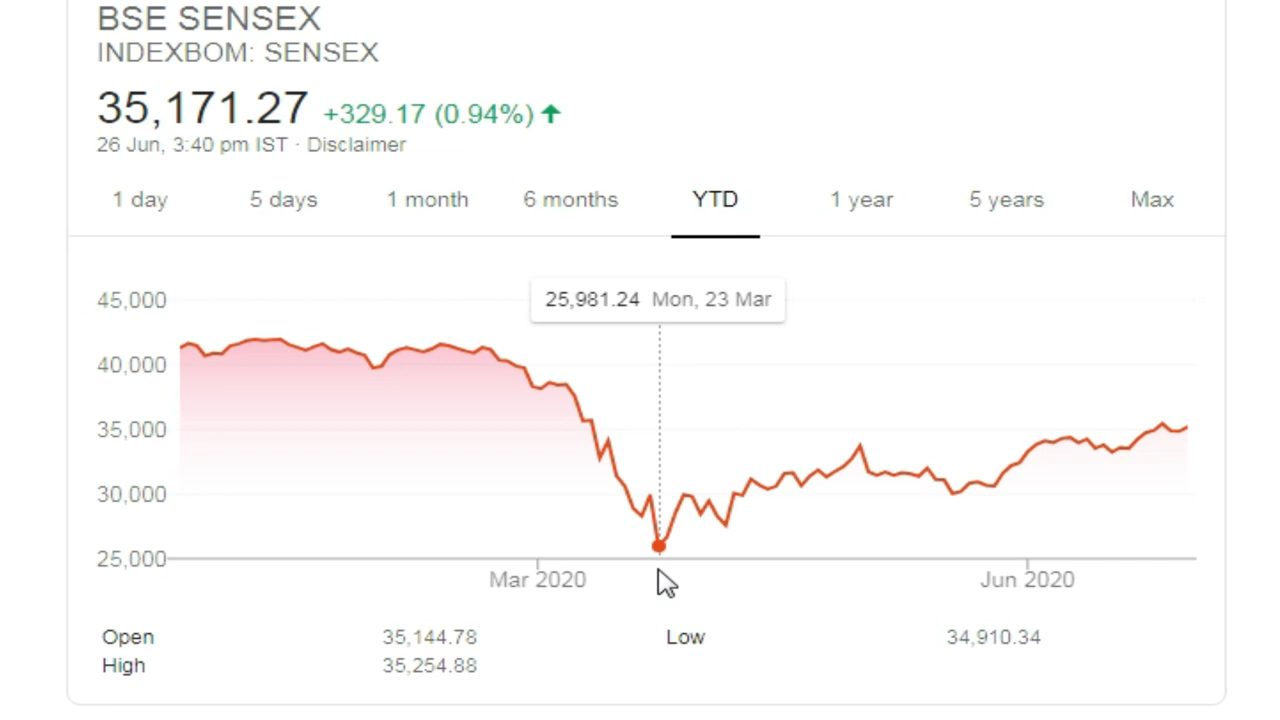 BSE SENSEX
INDEXBOM: SENSEX
35,171.27 +329.17 (0.94%) ↑
26 Jun, 3:40 pm IST · Disclaimer
1 day 5 days 1 month 6 months YTD 1 year 5 years Max
25,981.24 Mon, 23 Mar
45,000
40,000
35,000
30,000
25,000
Mar 2020 Jun 2020
Open 35,144.78 Low 34,910.34
High 35,254.88